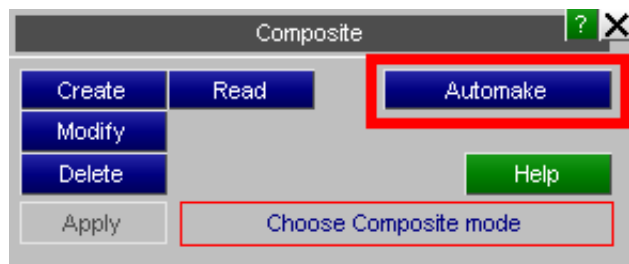 Composite ?
Create Read Automake
Modify
Delete Help
Apply Choose Composite mode